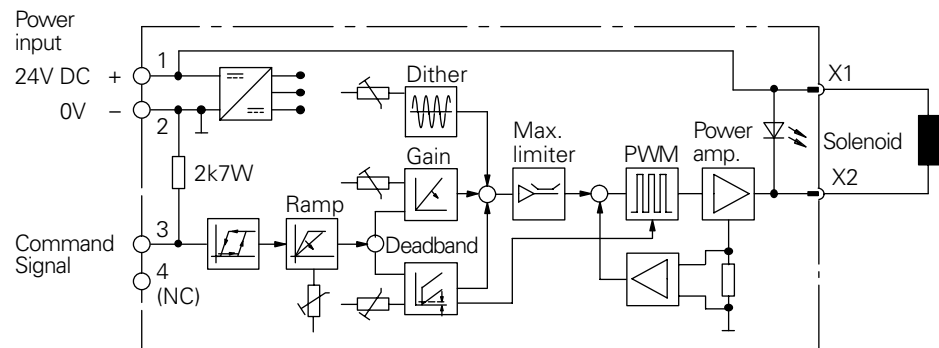 Power
input
24V DC +
0V –
1
2
2k7W
3
Command
Signal
4
(NC)
Dither
Gain
Ramp
Deadband
Max.
limiter
PWM
Power
amp.
X1
Solenoid
X2